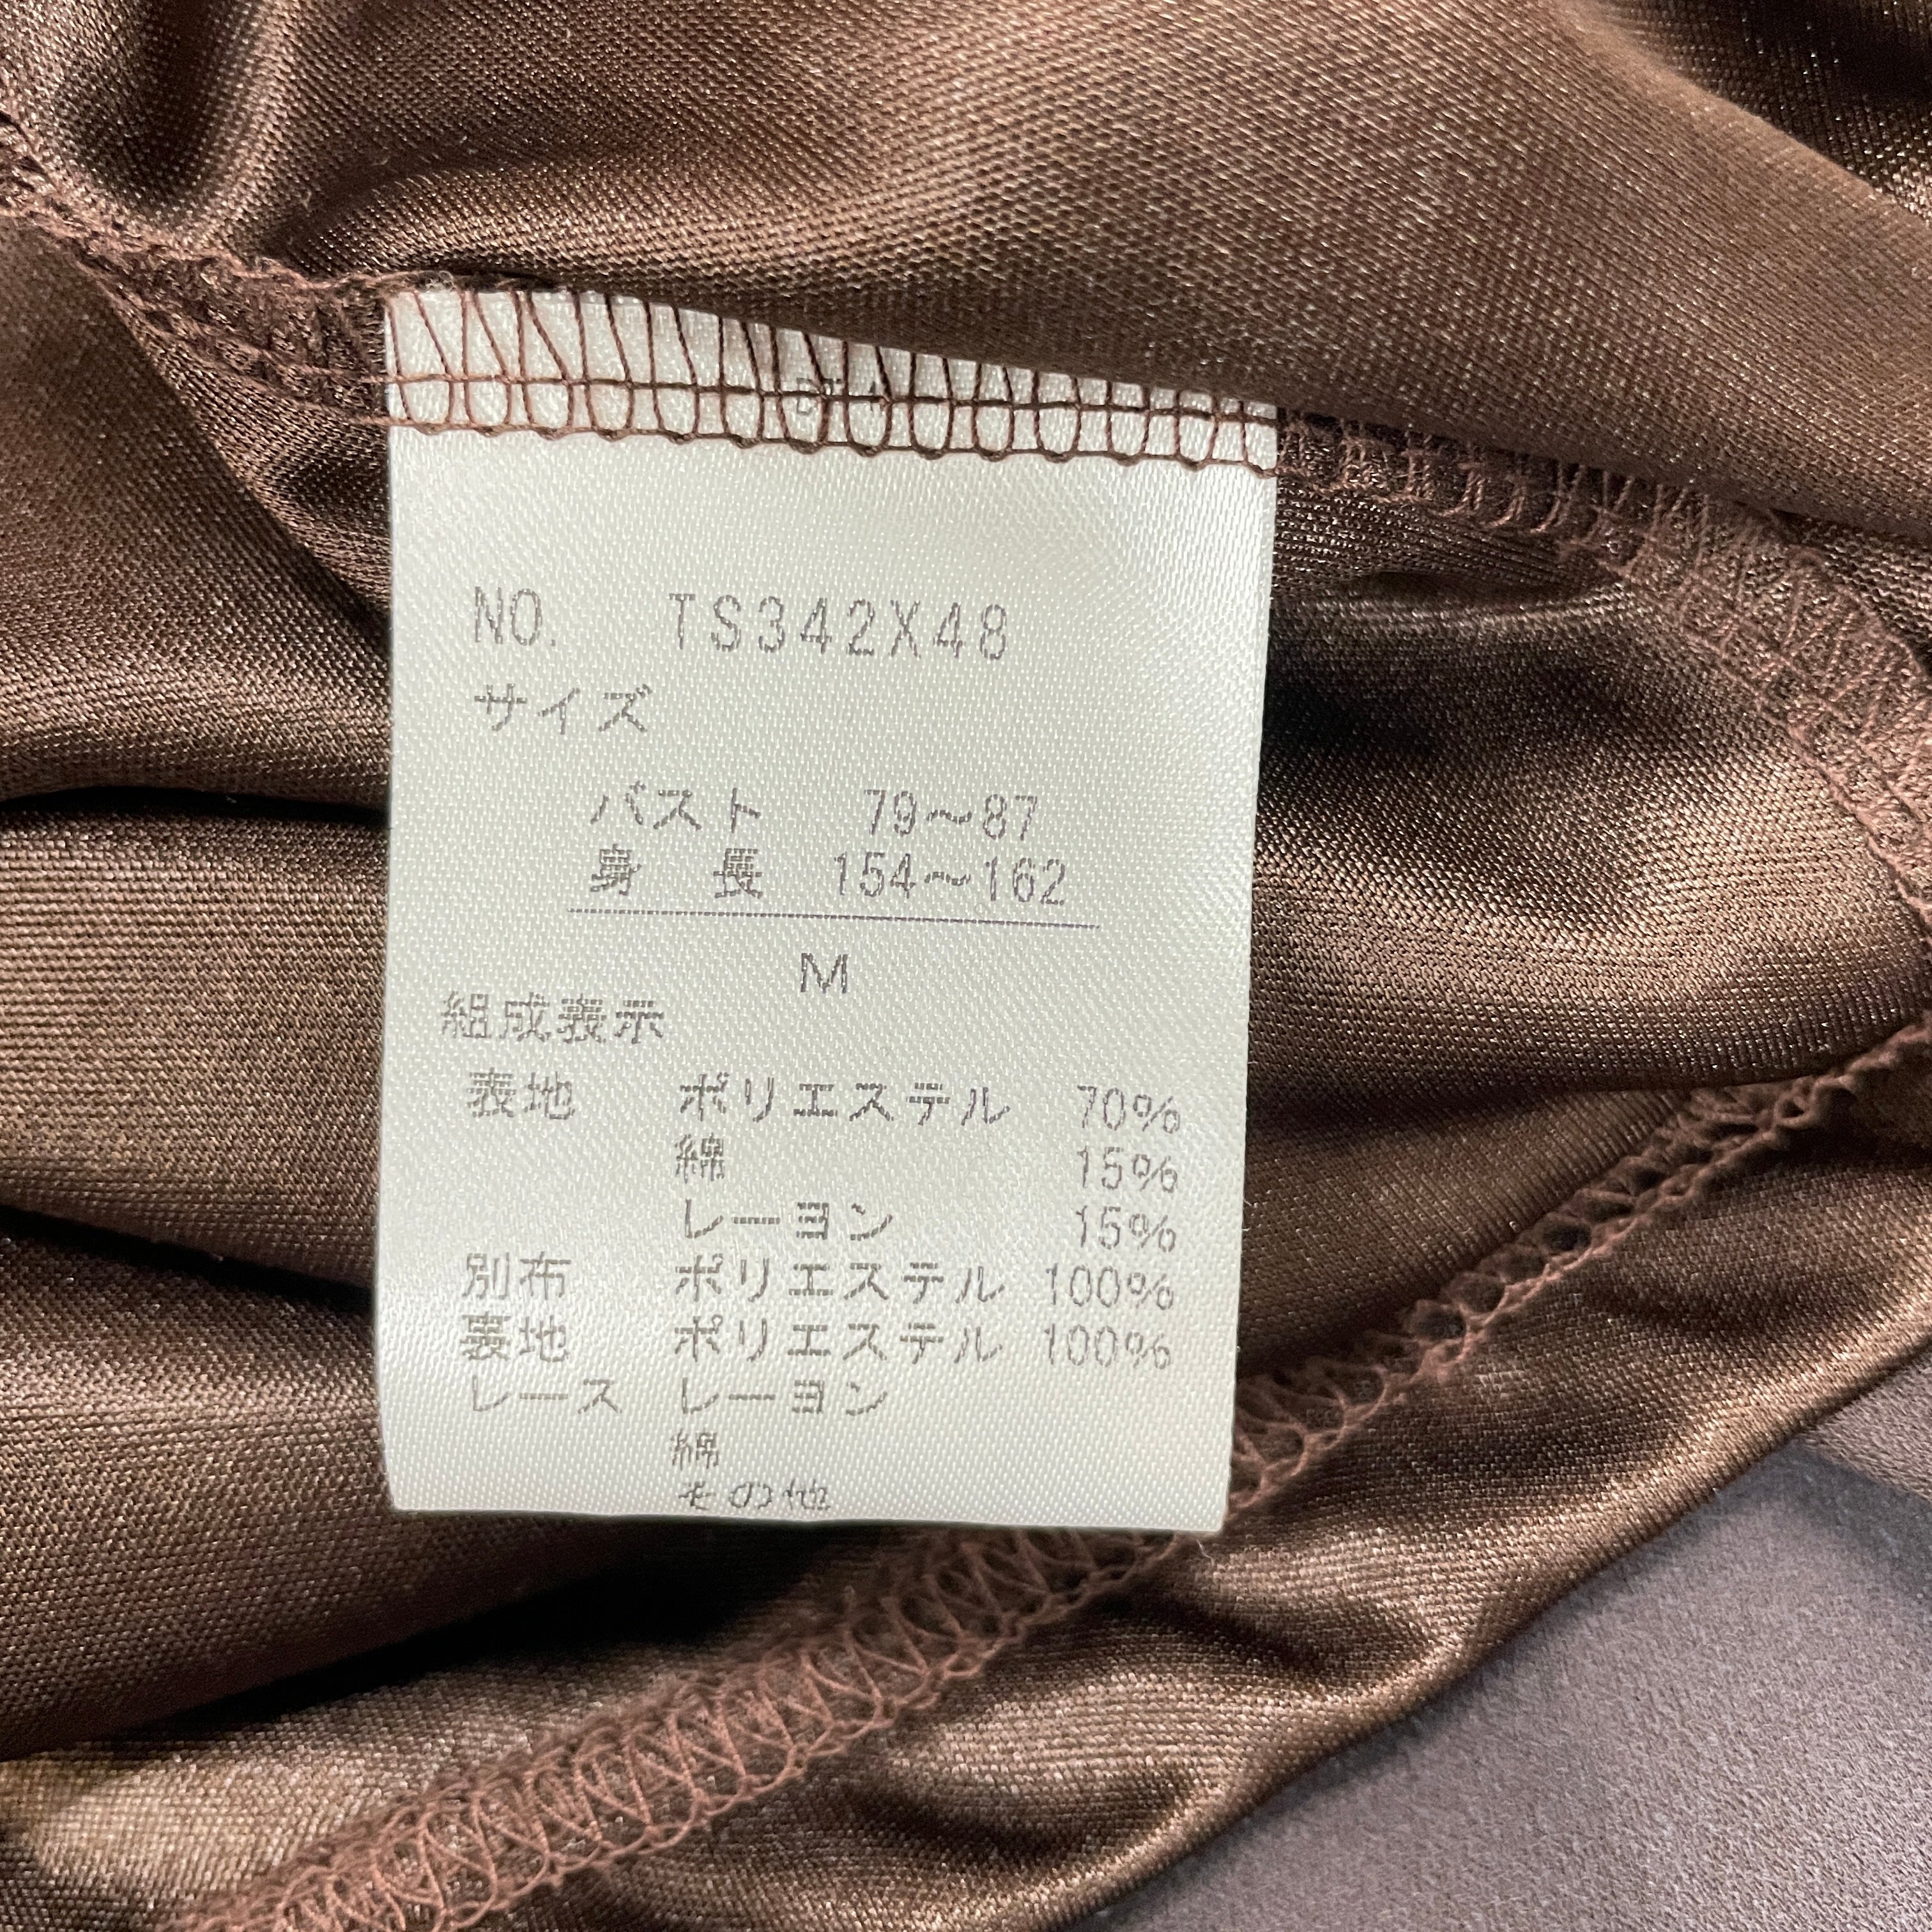 NO. TS342X48
サイズ
バスト 79〜87
身 長 154〜162
M
組成表示
表地 ポリエステル 70%
綿 15%
レーヨン 15%
別布 ポリエステル 100%
裏地 ポリエステル 100%
レース レーヨン
綿
その他